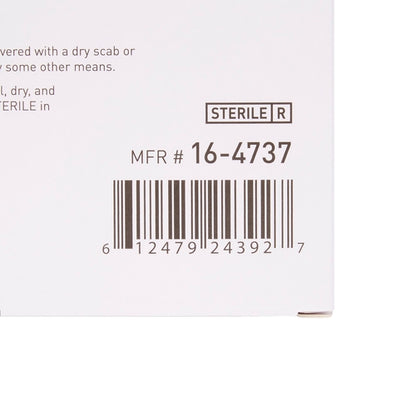 vered with a dry scab or
some other means.
l, dry, and
TERILE in
STERILE R
MFR # 16-4737
6 12479 24392 7